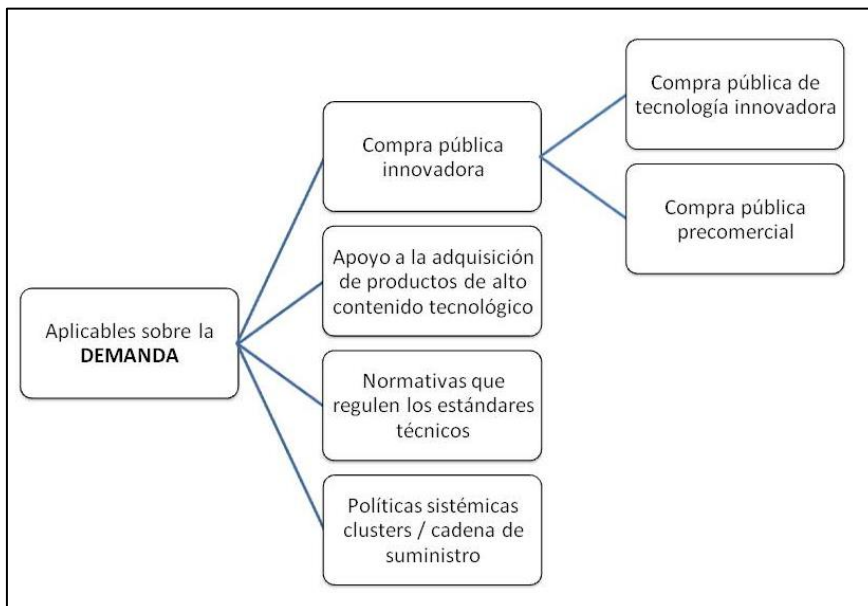 Aplicables sobre la
DEMANDA
Compra pública
innovadora
Apoyo a la adquisición
de productos de alto
contenido tecnológico
Normativas que
regulen los estándares
técnicos
Políticas sistémicas
clusters / cadena de
suministro
Compra pública de
tecnología innovadora
Compra pública
precomercial